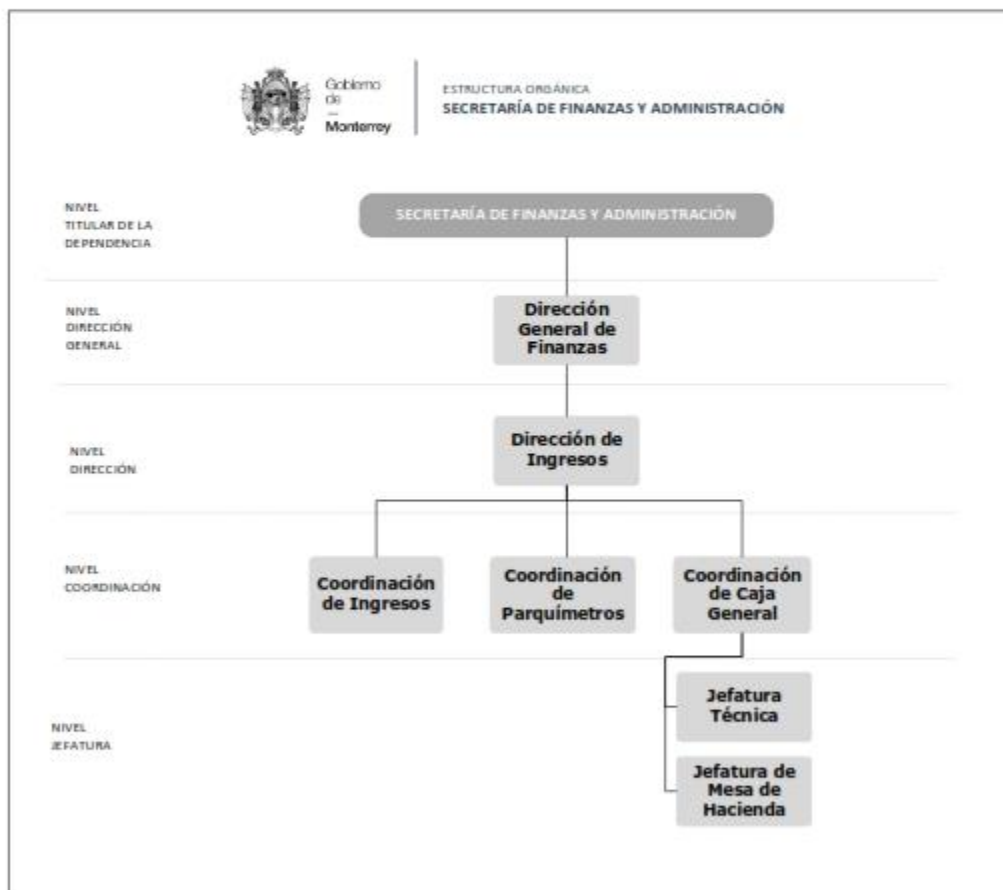 Gobierno
de
—
Monterrey
ESTRUCTURA ORGÁNICA
SECRETARÍA DE FINANZAS Y ADMINISTRACIÓN
NIVEL
TITULAR DE LA
DEPENDENCIA
SECRETARÍA DE FINANZAS Y ADMINISTRACIÓN
NIVEL
DIRECCIÓN
GENERAL
Dirección
General de
Finanzas
NIVEL
DIRECCIÓN
Dirección de
Ingresos
NIVEL
COORDINACIÓN
Coordinación
de Ingresos
Coordinación
de
Parquímetros
Coordinación
de Caja
General
NIVEL
JEFATURA
Jefatura
Técnica
Jefatura de
Mesa de
Hacienda